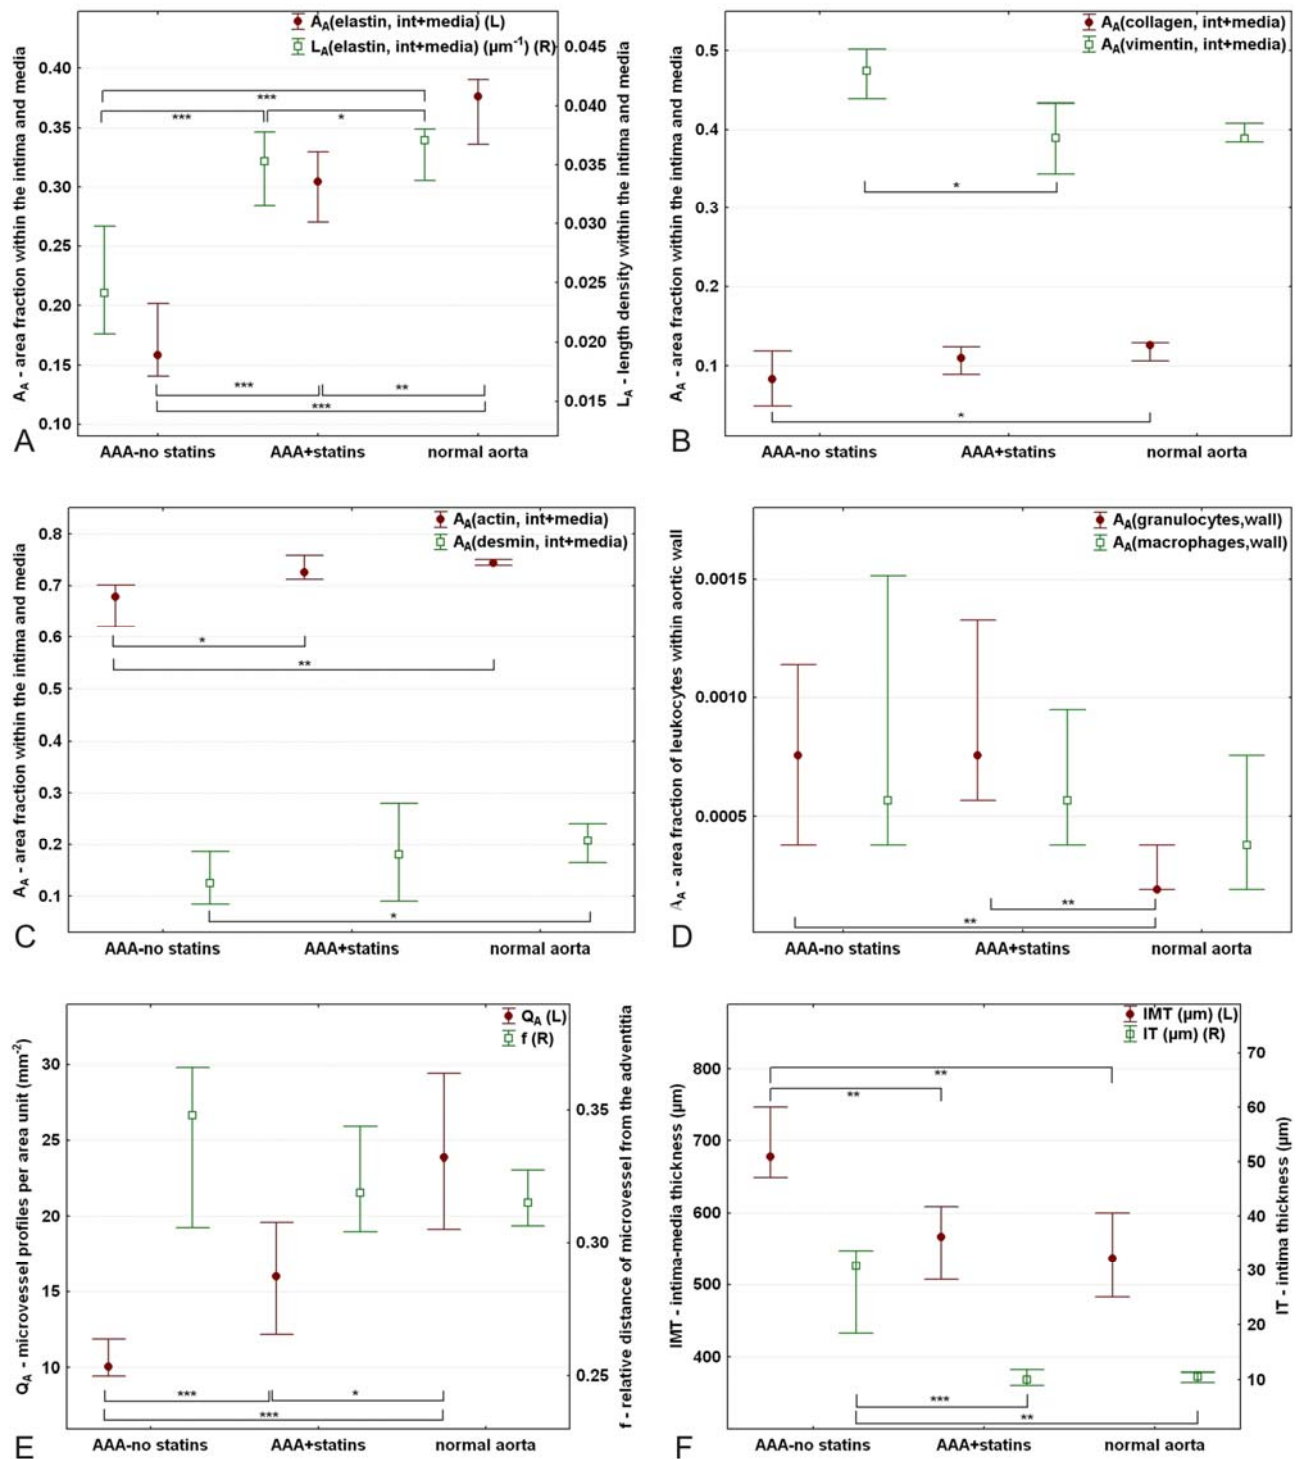 A_A(elastin, int+media) (L)
L_A(elastin, int+media) (µm⁻¹) (R)
A_A - area fraction within the intima and media
0.40
0.35
0.30
0.25
0.20
0.15
0.10
0.045
0.040
0.035
0.030
0.025
0.020
0.015
L_A - length density within the intima and media
***
***
*
***
**
***
A
AAA-no statins
AAA+statins
normal aorta
A_A(collagen, int+media)
A_A(vimentin, int+media)
A_A - area fraction within the intima and media
0.5
0.4
0.3
0.2
0.1
*
*
B
AAA-no statins
AAA+statins
normal aorta
A_A(actin, int+media)
A_A(desmin, int+media)
A_A - area fraction within the intima and media
0.8
0.7
0.6
0.5
0.4
0.3
0.2
0.1
*
**
*
C
AAA-no statins
AAA+statins
normal aorta
A_A(granulocytes,wall)
A_A(macrophages,wall)
A_A - area fraction of leukocytes within aortic wall
0.0015
0.0010
0.0005
**
**
D
AAA-no statins
AAA+statins
normal aorta
Q_A (L)
f (R)
Q_A - microvessel profiles per area unit (mm⁻²)
30
25
20
15
10
0.35
0.30
0.25
f - relative distance of microvessel from the adventitia
***
*
***
E
AAA-no statins
AAA+statins
normal aorta
IMT (µm) (L)
IT (µm) (R)
IMT - intima-media thickness (µm)
800
700
600
500
400
70
60
50
40
30
20
10
IT - intima thickness (µm)
**
**
***
**
F
AAA-no statins
AAA+statins
normal aorta